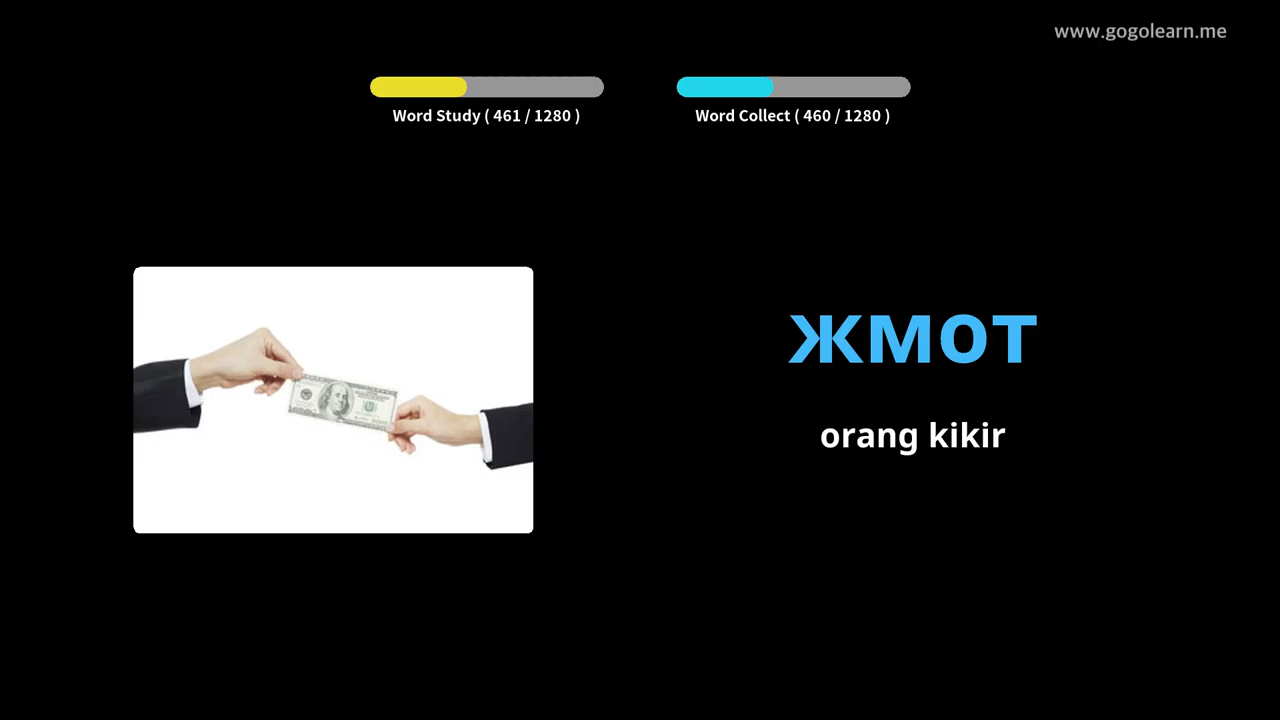 www.gogolearn.me
Word Study ( 461 / 1280 )
Word Collect ( 460 / 1280 )
жмот
orang kikir